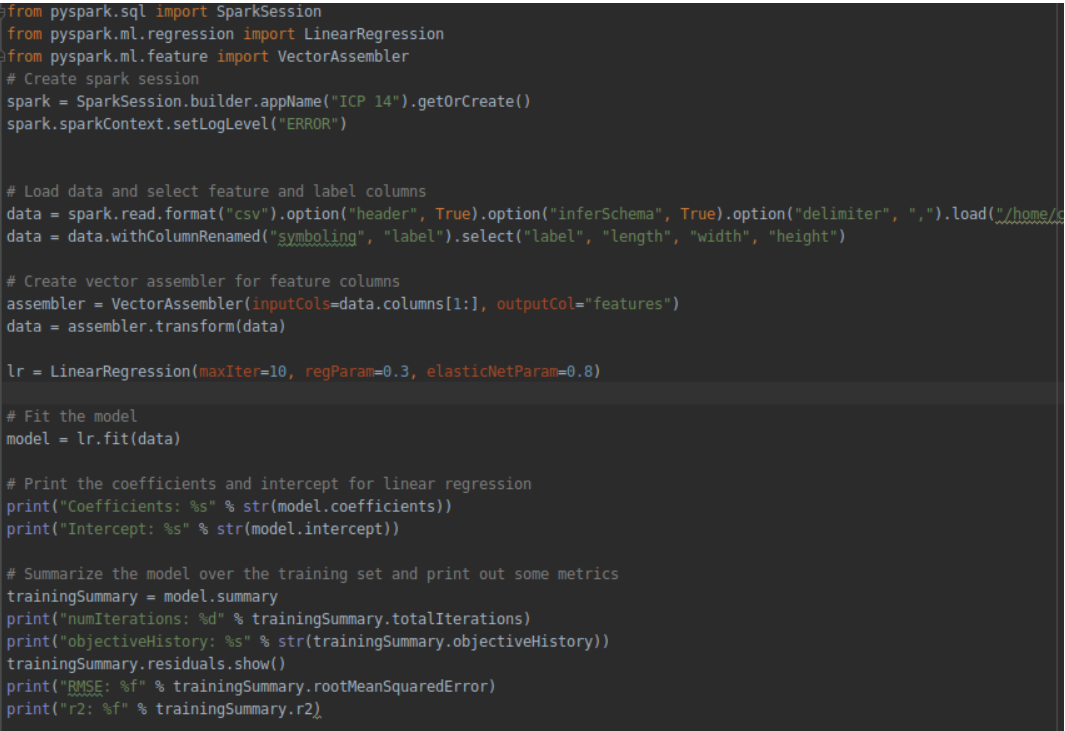 from pyspark.sql import SparkSession
from pyspark.ml.regression import LinearRegression
from pyspark.ml.feature import VectorAssembler
# Create spark session
spark = SparkSession.builder.appName("ICP 14").getOrCreate()
spark.sparkContext.setLogLevel("ERROR")
# Load data and select feature and label columns
data = spark.read.format("csv").option("header", True).option("inferSchema", True).option("delimiter", ",").load("/home/c
data = data.withColumnRenamed("symboling", "label").select("label", "length", "width", "height")
# Create vector assembler for feature columns
assembler = VectorAssembler(inputCols=data.columns[1:], outputCol="features")
data = assembler.transform(data)
lr = LinearRegression(maxIter=10, regParam=0.3, elasticNetParam=0.8)
# Fit the model
model = lr.fit(data)
# Print the coefficients and intercept for linear regression
print("Coefficients: %s" % str(model.coefficients))
print("Intercept: %s" % str(model.intercept))
# Summarize the model over the training set and print out some metrics
trainingSummary = model.summary
print("numIterations: %d" % trainingSummary.totalIterations)
print("objectiveHistory: %s" % str(trainingSummary.objectiveHistory))
trainingSummary.residuals.show()
print("RMSE: %f" % trainingSummary.rootMeanSquaredError)
print("r2: %f" % trainingSummary.r2)